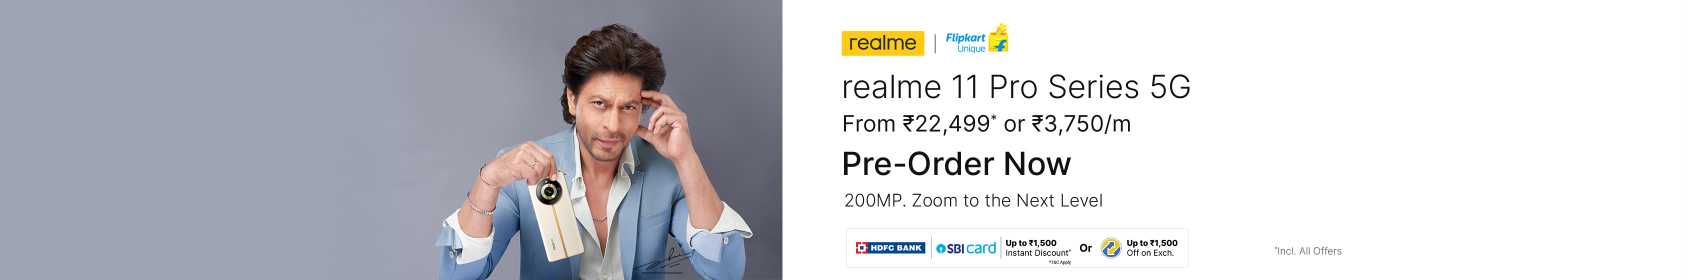 realme | Flipkart Unique
realme 11 Pro Series 5G
From ₹22,499* or ₹3,750/m
Pre-Order Now
200MP. Zoom to the Next Level
HDFC BANK | SBI card | Up to ₹1,500 Instant Discount* *T&C Apply Or Up to ₹1,500 Off on Exch.
*Incl. All Offers